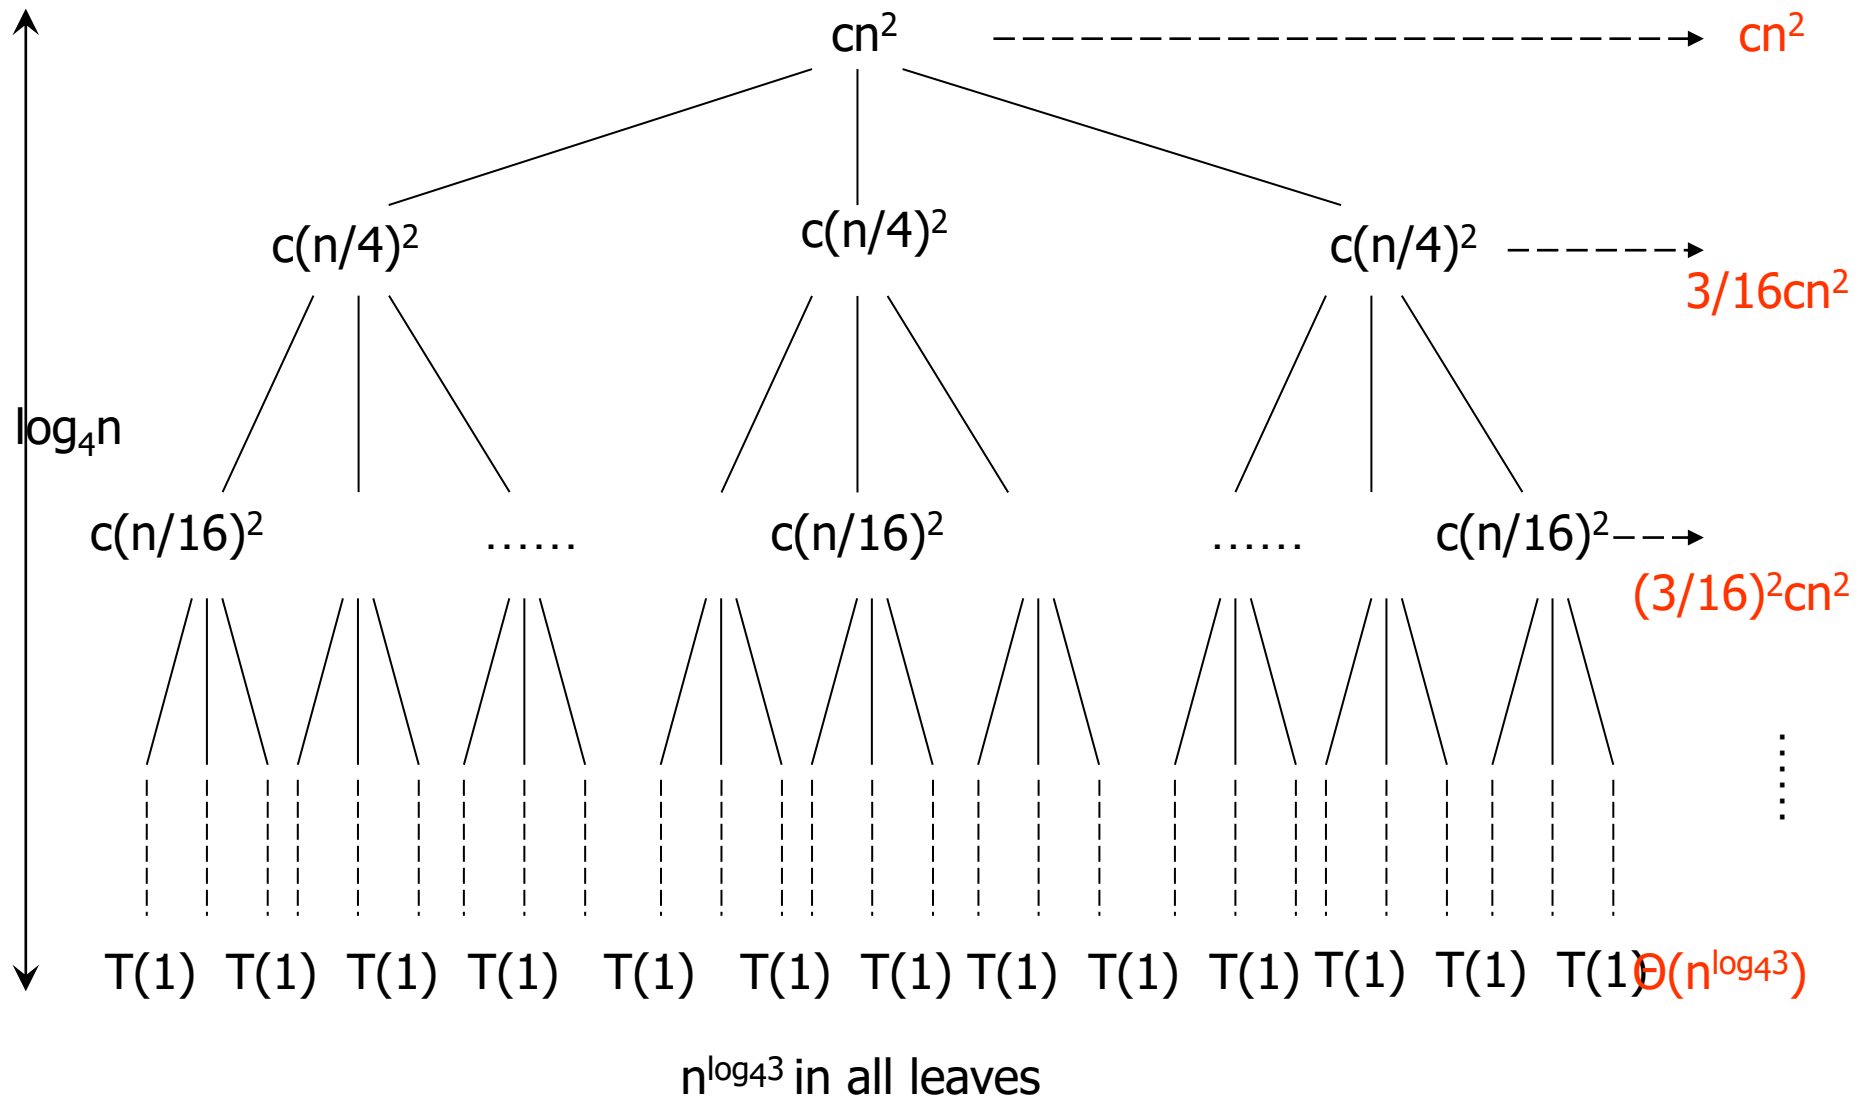 cn² cn²
c(n/4)² c(n/4)² c(n/4)²
3/16cn²
log₄n
c(n/16)² ...... c(n/16)² ...... c(n/16)²
(3/16)²cn²
......
T(1) T(1) T(1) T(1) T(1) T(1) T(1) T(1) T(1) T(1) T(1) T(1) T(1) Θ(n^log₄3)
n^log₄3 in all leaves